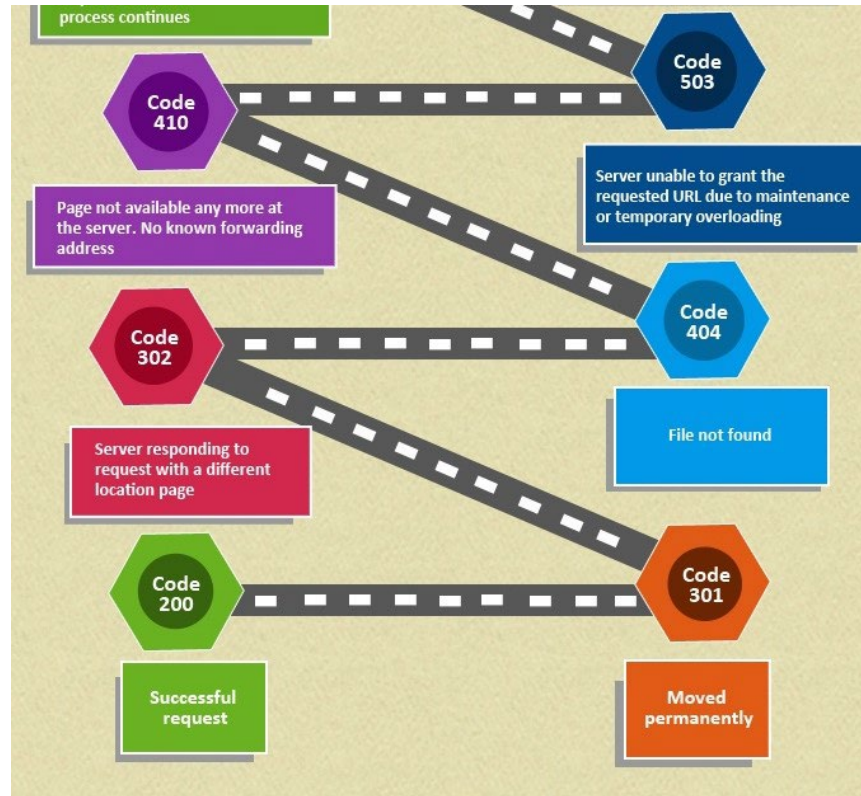 process continues
Code
503
Code
410
Server unable to grant the
requested URL due to maintenance
or temporary overloading
Page not available any more at
the server. No known forwarding
address
Code
404
Code
302
File not found
Server responding to
request with a different
location page
Code
200
Code
301
Successful
request
Moved
permanently